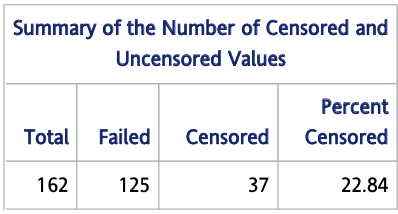 Summary of the Number of Censored and
Uncensored Values
Percent
Total Failed Censored Censored
162 125 37 22.84